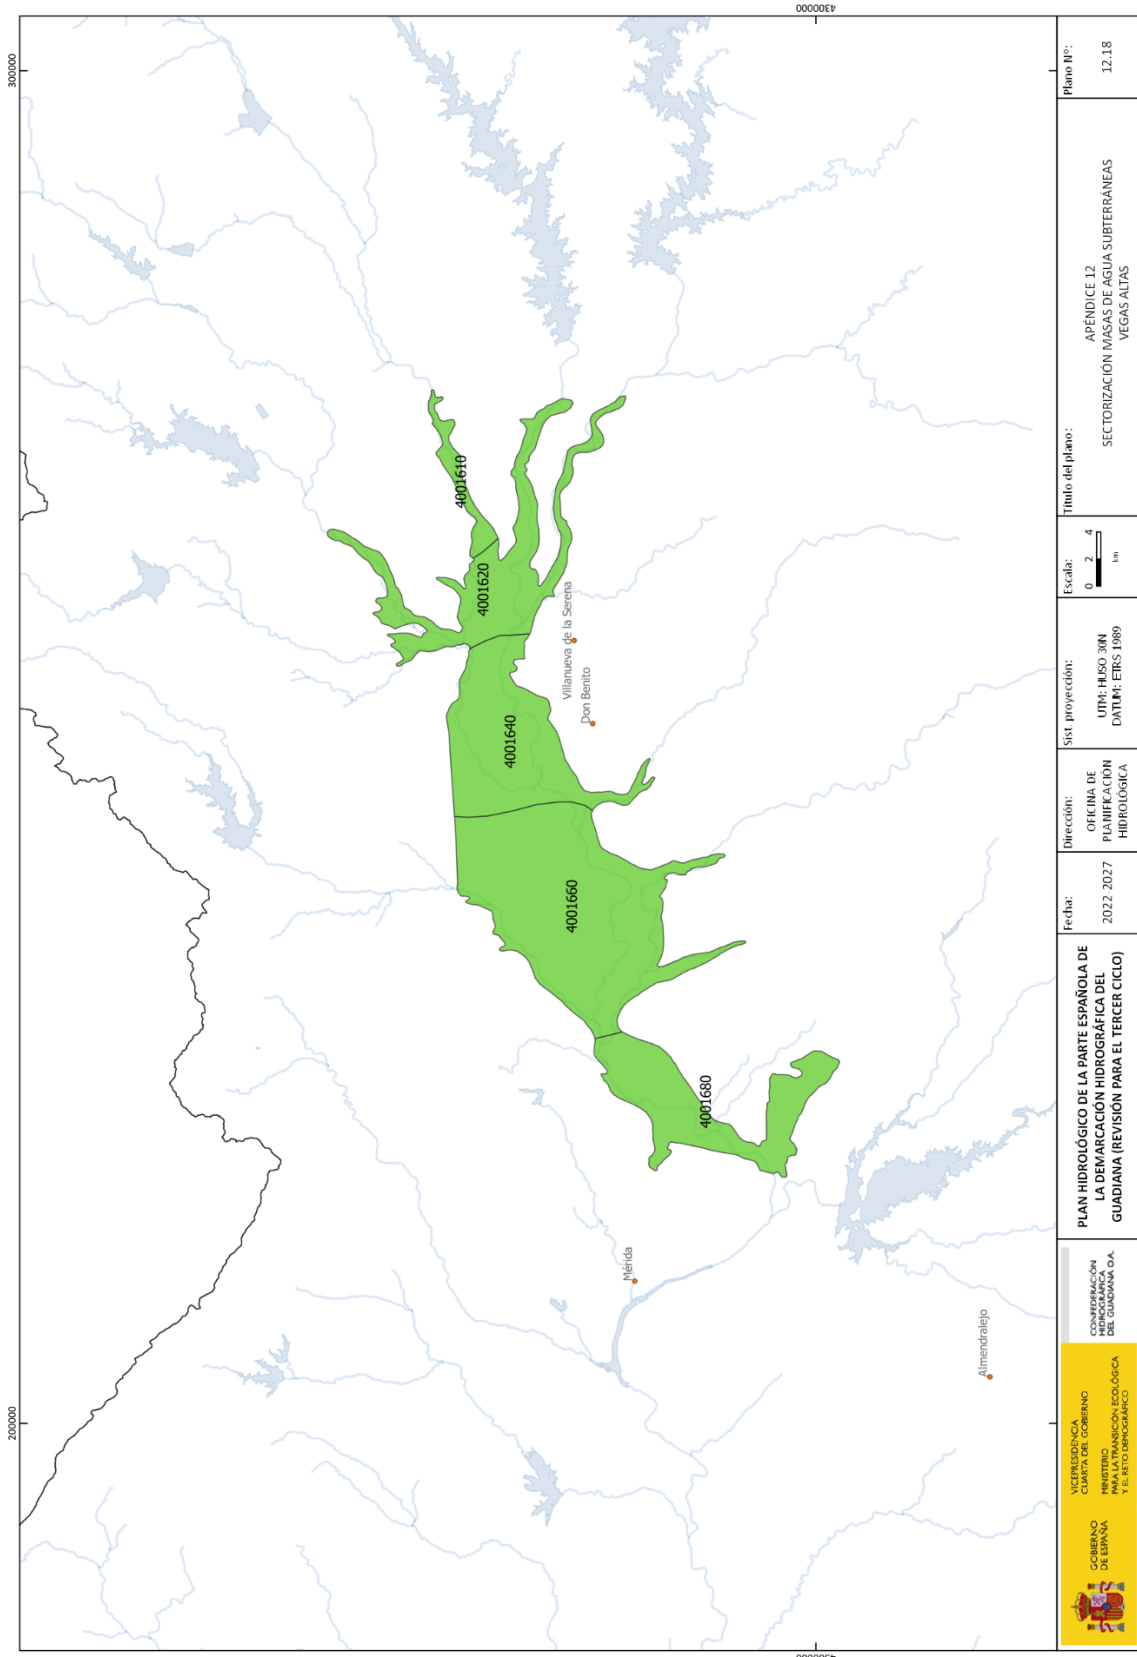 200000
300000
4300000
4300000
4001610
4001620
4001640
4001660
4001680
Villanueva de la Serena
Don Benito
Mérida
Almendralejo
GOBIERNO
DE ESPAÑA
VICEPRESIDENCIA
CUARTA DEL GOBIERNO
MINISTERIO
PARA LA TRANSICIÓN ECOLÓGICA
Y EL RETO DEMOGRÁFICO
CONFEDERACIÓN
HIDROGRÁFICA
DEL GUADIANA O.A.
PLAN HIDROLÓGICO DE LA PARTE ESPAÑOLA DE
LA DEMARCACIÓN HIDROGRÁFICA DEL
GUADIANA (REVISIÓN PARA EL TERCER CICLO)
Fecha:
2022-2027
Dirección:
OFICINA DE
PLANIFICACIÓN
HIDROLÓGICA
Sist. proyección:
UTM: HUSO 30N
DATUM: ETRS 1989
Escala:
0 2 4
km
Título del plano:
APÉNDICE 12
SECTORIZACIÓN MASAS DE AGUA SUBTERRÁNEAS
VEGAS ALTAS
Plano Nº:
12.18